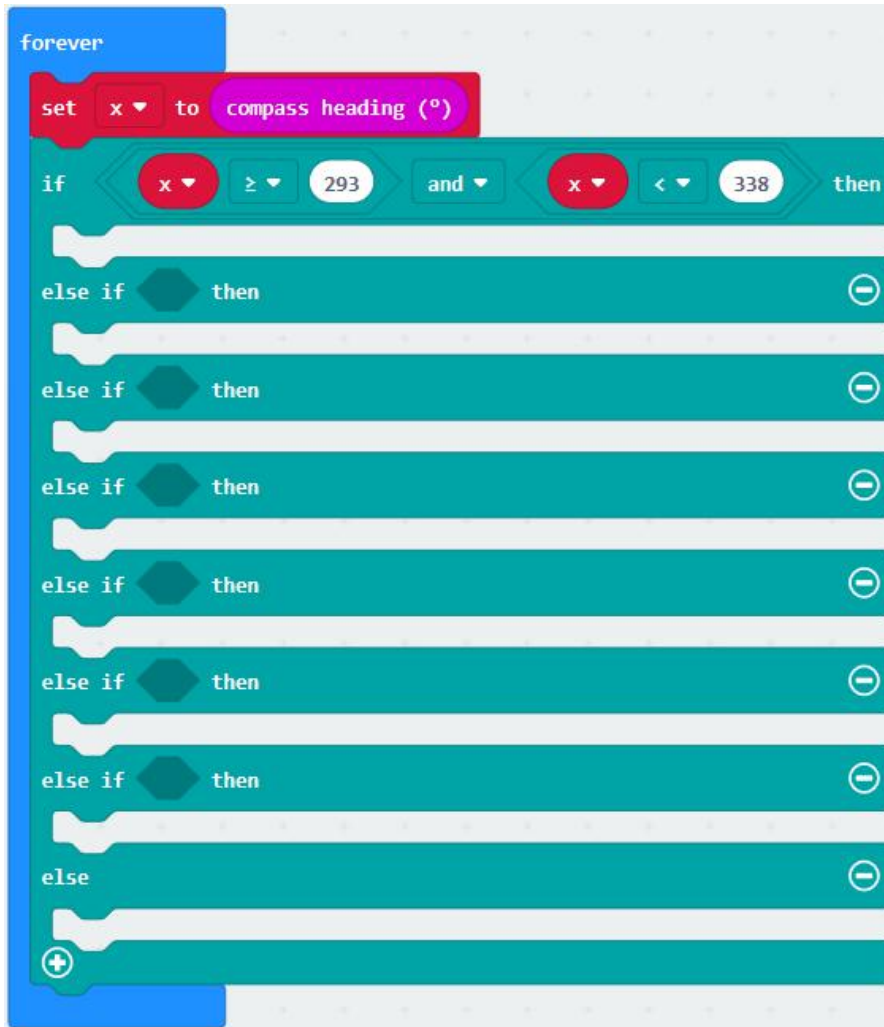 forever
set x to compass heading (º)
if x ≥ 293 and x < 338 then
else if then
else if then
else if then
else if then
else if then
else if then
else